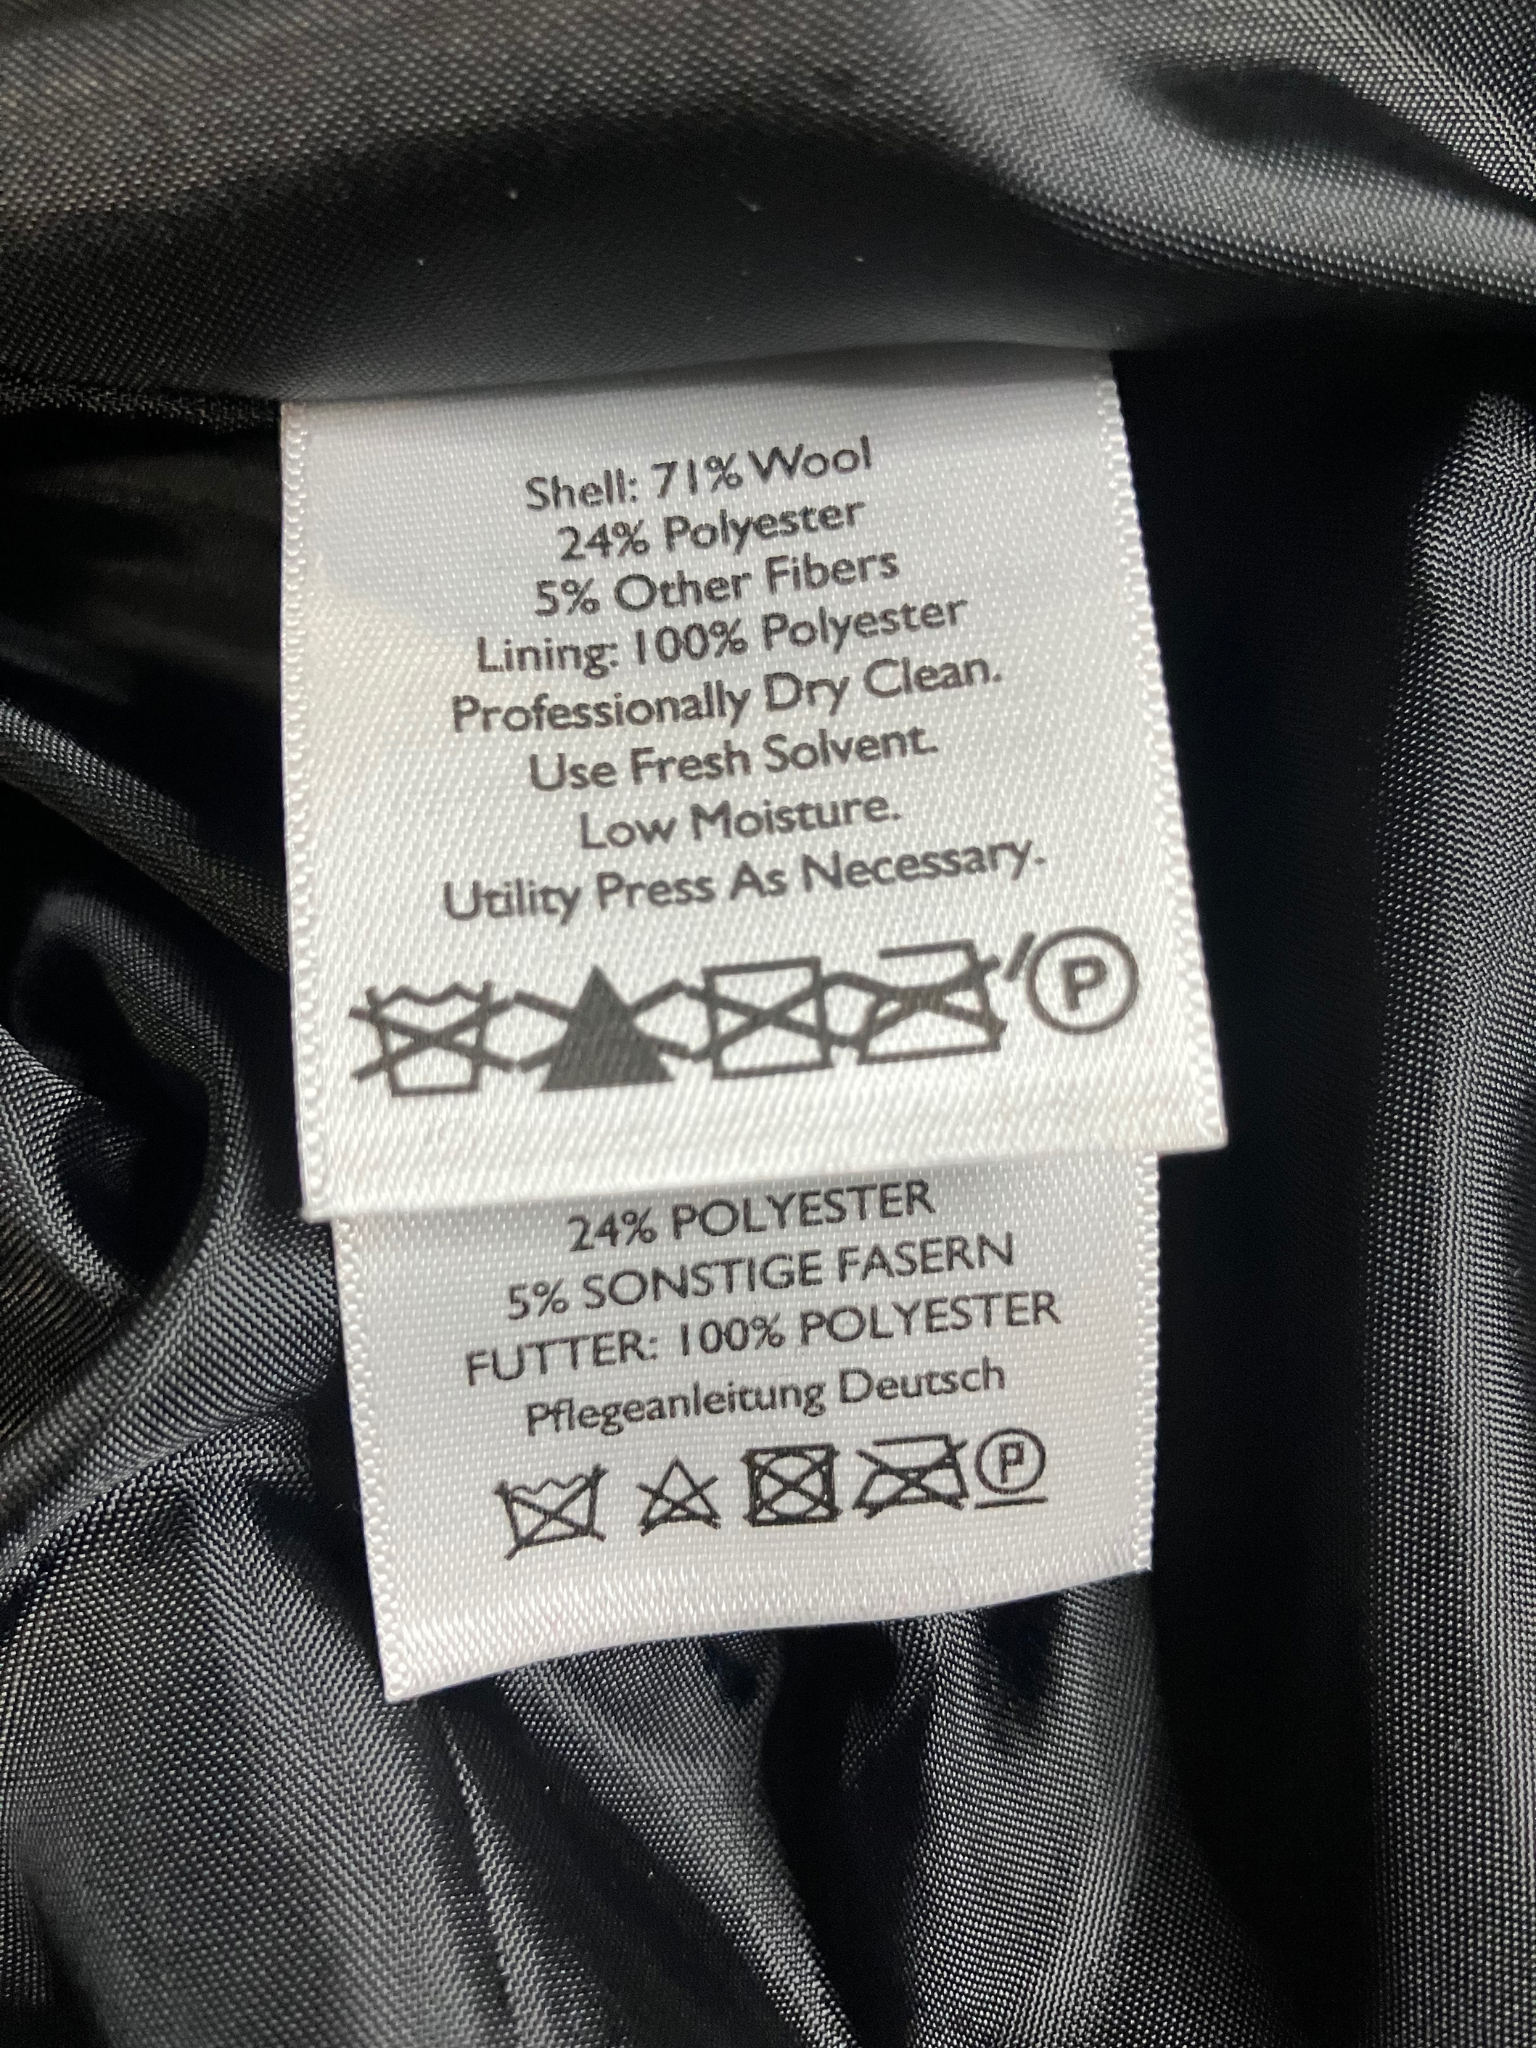 Shell: 71% Wool
24% Polyester
5% Other Fibers
Lining: 100% Polyester
Professionally Dry Clean.
Use Fresh Solvent.
Low Moisture.
Utility Press As Necessary.
P
24% POLYESTER
5% SONSTIGE FASERN
FUTTER: 100% POLYESTER
Pflegeanleitung Deutsch
P